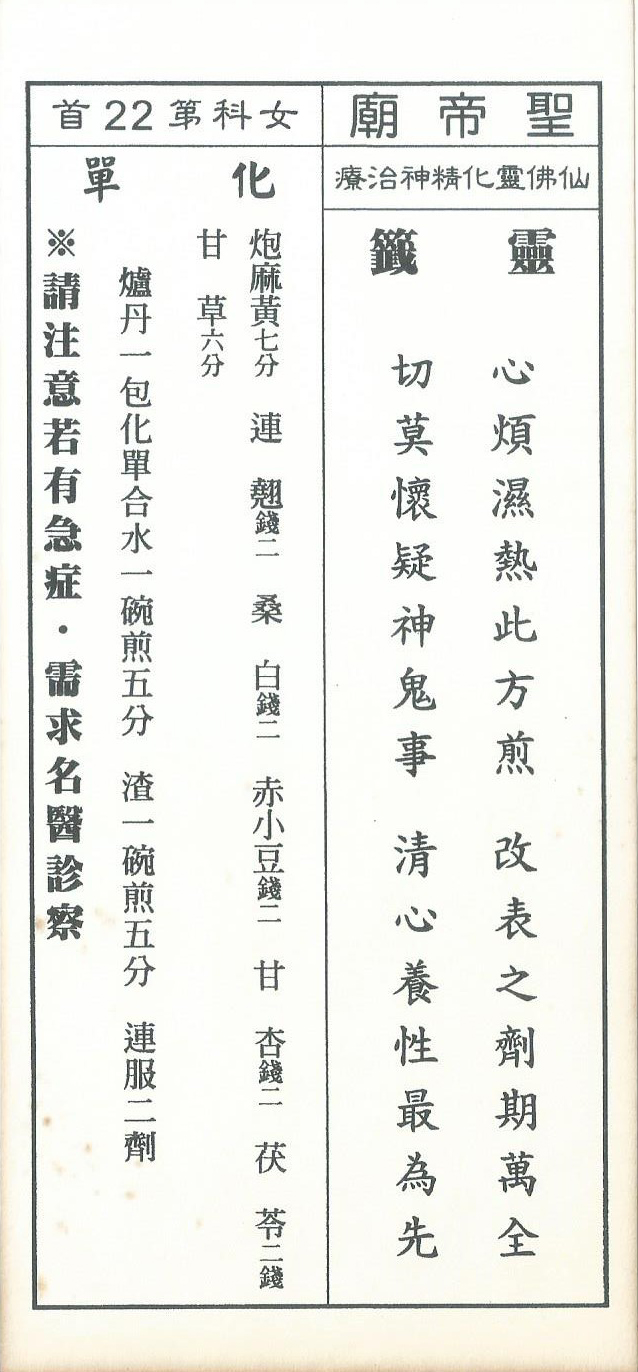 聖帝廟
仙佛靈化精神治療
靈籤
心煩濕熱此方煎 改表之劑期萬全
切莫懷疑神鬼事 清心養性最為先
女科第22首
化單
炮麻黃七分 連翹錢二 桑白錢二 赤小豆錢二 甘杏錢二 茯苓二錢
甘草六分
爐丹一包化單合水一碗煎五分 渣一碗煎五分 連服二劑
※請注意若有急症·需求名醫診察